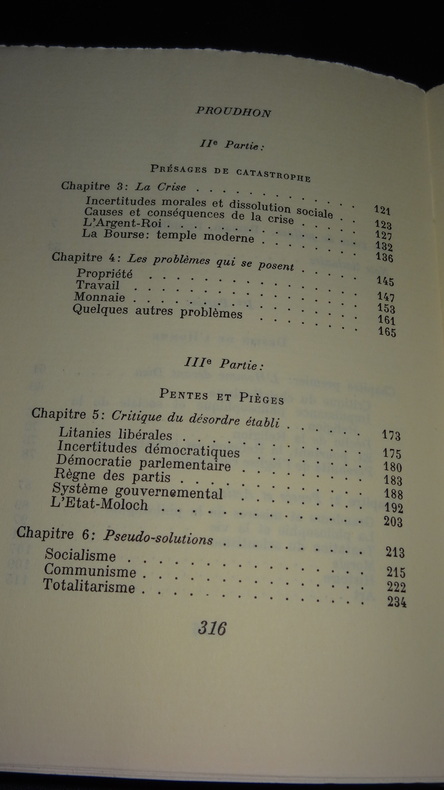 PROUDHON
IIe Partie :
PRÉSAGES DE CATASTROPHE
Chapitre 3 : La Crise . . . . . . . . . . . 121
Incertitudes morales et dissolution sociale . . 123
Causes et conséquences de la crise . . . . 127
L'Argent-Roi . . . . . . . . . . . 132
La Bourse : temple moderne . . . . . . . 136
Chapitre 4 : Les problèmes qui se posent . . . . 145
Propriété . . . . . . . . . . . . 147
Travail . . . . . . . . . . . . . 153
Monnaie . . . . . . . . . . . . . 161
Quelques autres problèmes . . . . . . . 165
IIIe Partie :
PENTES ET PIÈGES
Chapitre 5 : Critique du désordre établi . . . . . 173
Litanies libérales . . . . . . . . . . 175
Incertitudes démocratiques . . . . . . . 180
Démocratie parlementaire . . . . . . . . 183
Règne des partis . . . . . . . . . . 188
Système gouvernemental . . . . . . . . 192
L'Etat-Moloch . . . . . . . . . . . 203
Chapitre 6 : Pseudo-solutions . . . . . . . . 213
Socialisme . . . . . . . . . . . . 215
Communisme . . . . . . . . . . . . 222
Totalitarisme . . . . . . . . . . . . 234
316